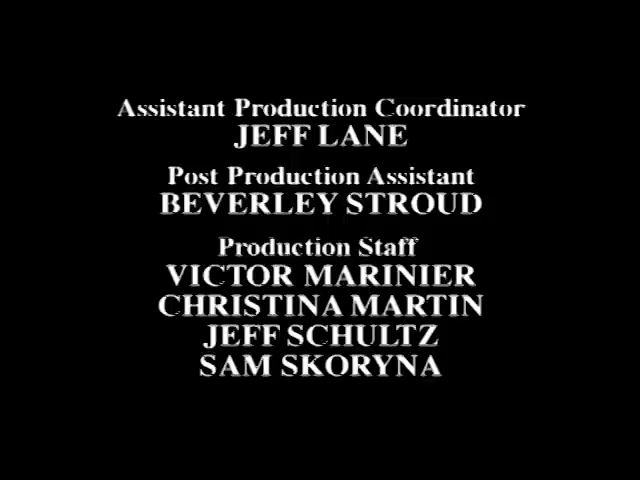 Assistant Production Coordinator
JEFF LANE
Post Production Assistant
BEVERLEY STROUD
Production Staff
VICTOR MARINIER
CHRISTINA MARTIN
JEFF SCHULTZ
SAM SKORYNA